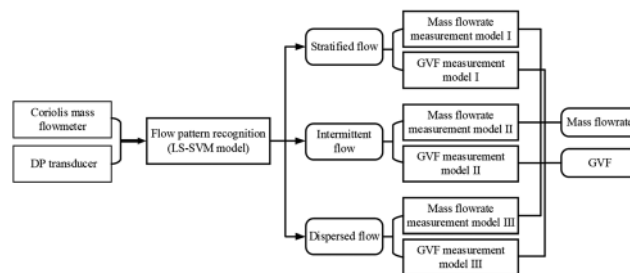 Coriolis mass
flowmeter
DP transducer
Flow pattern recognition
(LS-SVM model)
Stratified flow
Intermittent
flow
Dispersed flow
Mass flowrate
measurement model I
GVF measurement
model I
Mass flowrate
measurement model II
GVF measurement
model II
Mass flowrate
measurement model III
GVF measurement
model III
Mass flowrate
GVF